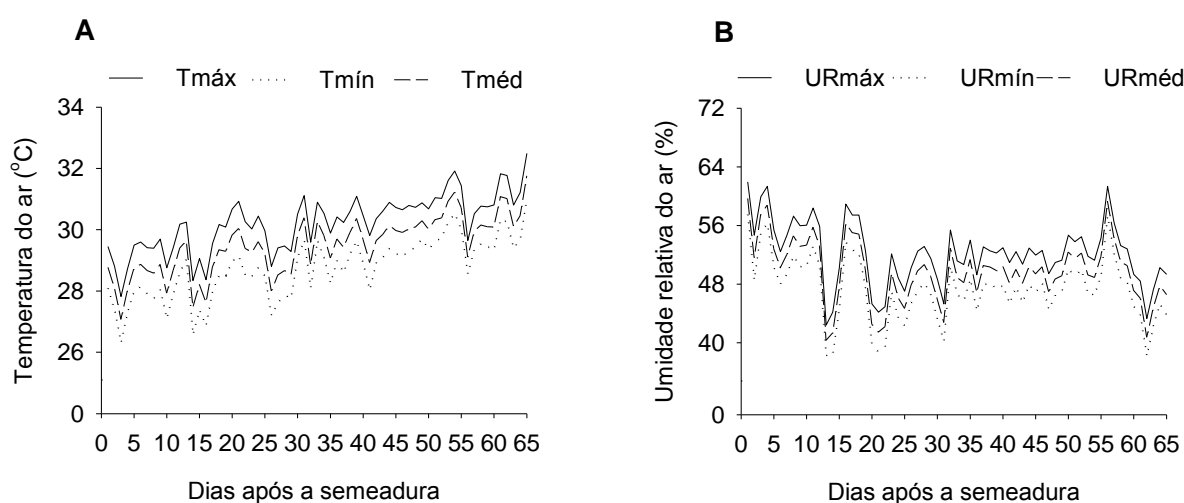 A
Tmáx Tmín Tméd
Temperatura do ar (°C)
34
32
30
28
26
0
0 5 10 15 20 25 30 35 40 45 50 55 60 65
Dias após a semeadura
B
URmáx URmín URméd
Umidade relativa do ar (%)
72
64
56
48
40
0
0 5 10 15 20 25 30 35 40 45 50 55 60 65
Dias após a semeadura